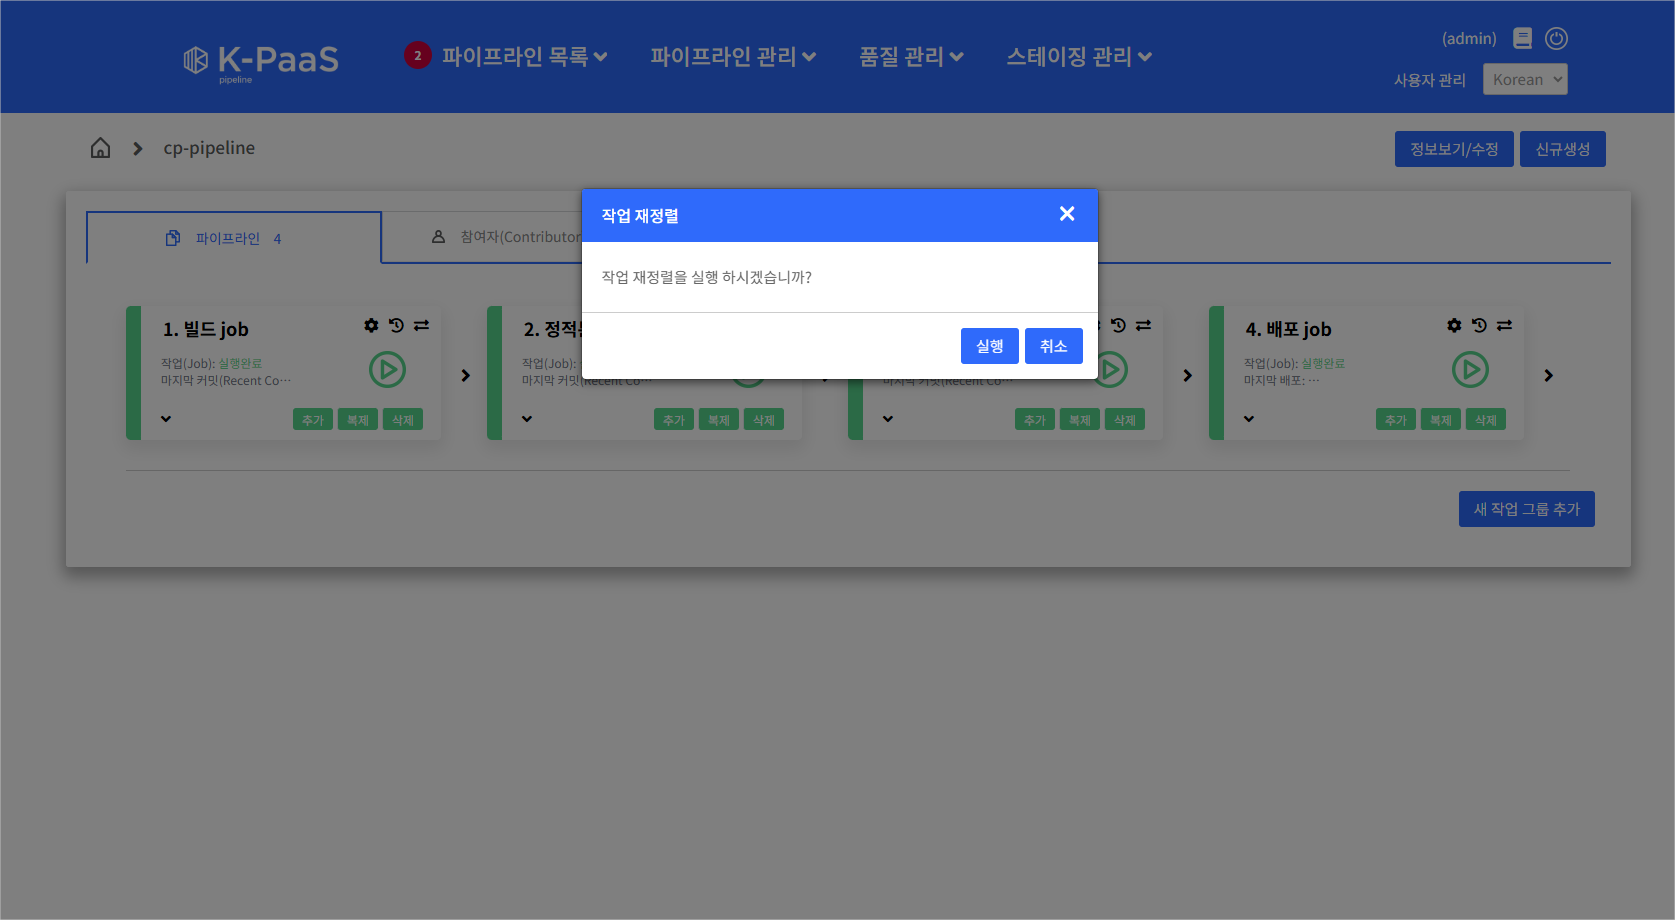 (admin)
K-PaaS
pipeline
2 파이프라인 목록
파이프라인 관리
품질 관리
스테이징 관리
사용자 관리
Korean
cp-pipeline
정보보기/수정
신규생성
파이프라인 4
참여자(Contributor
작업 재정렬
작업 재정렬을 실행 하시겠습니까?
실행
취소
1. 빌드 job
작업(Job): 실행완료
마지막 커밋(Recent Co…
추가
복제
삭제
2.
작업(Job):
마지막 커밋(Recent Co…
추가
복제
삭제
마지막 커밋(Recent Co…
추가
복제
삭제
4. 배포 job
작업(Job): 실행완료
마지막 배포: …
추가
복제
삭제
새 작업 그룹 추가